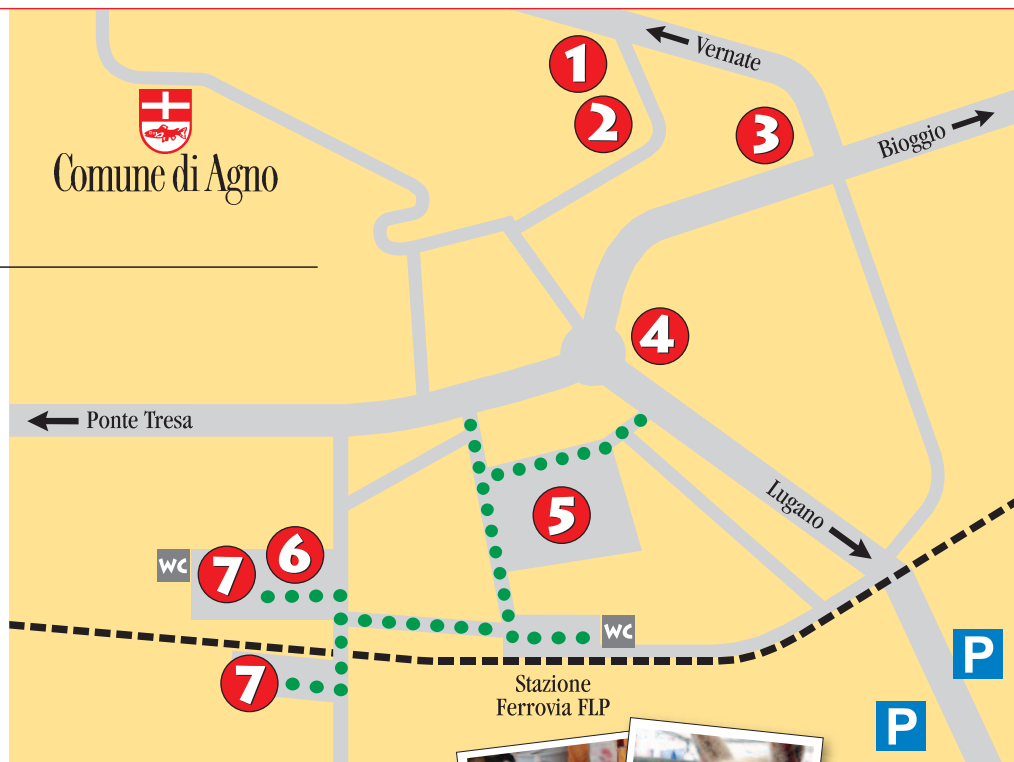 1
Vernate
2
3
Bioggio
Comune di Agno
4
Ponte Tresa
Lugano
5
6
WC
7
WC
7
P
Stazione
Ferrovia FLP
P